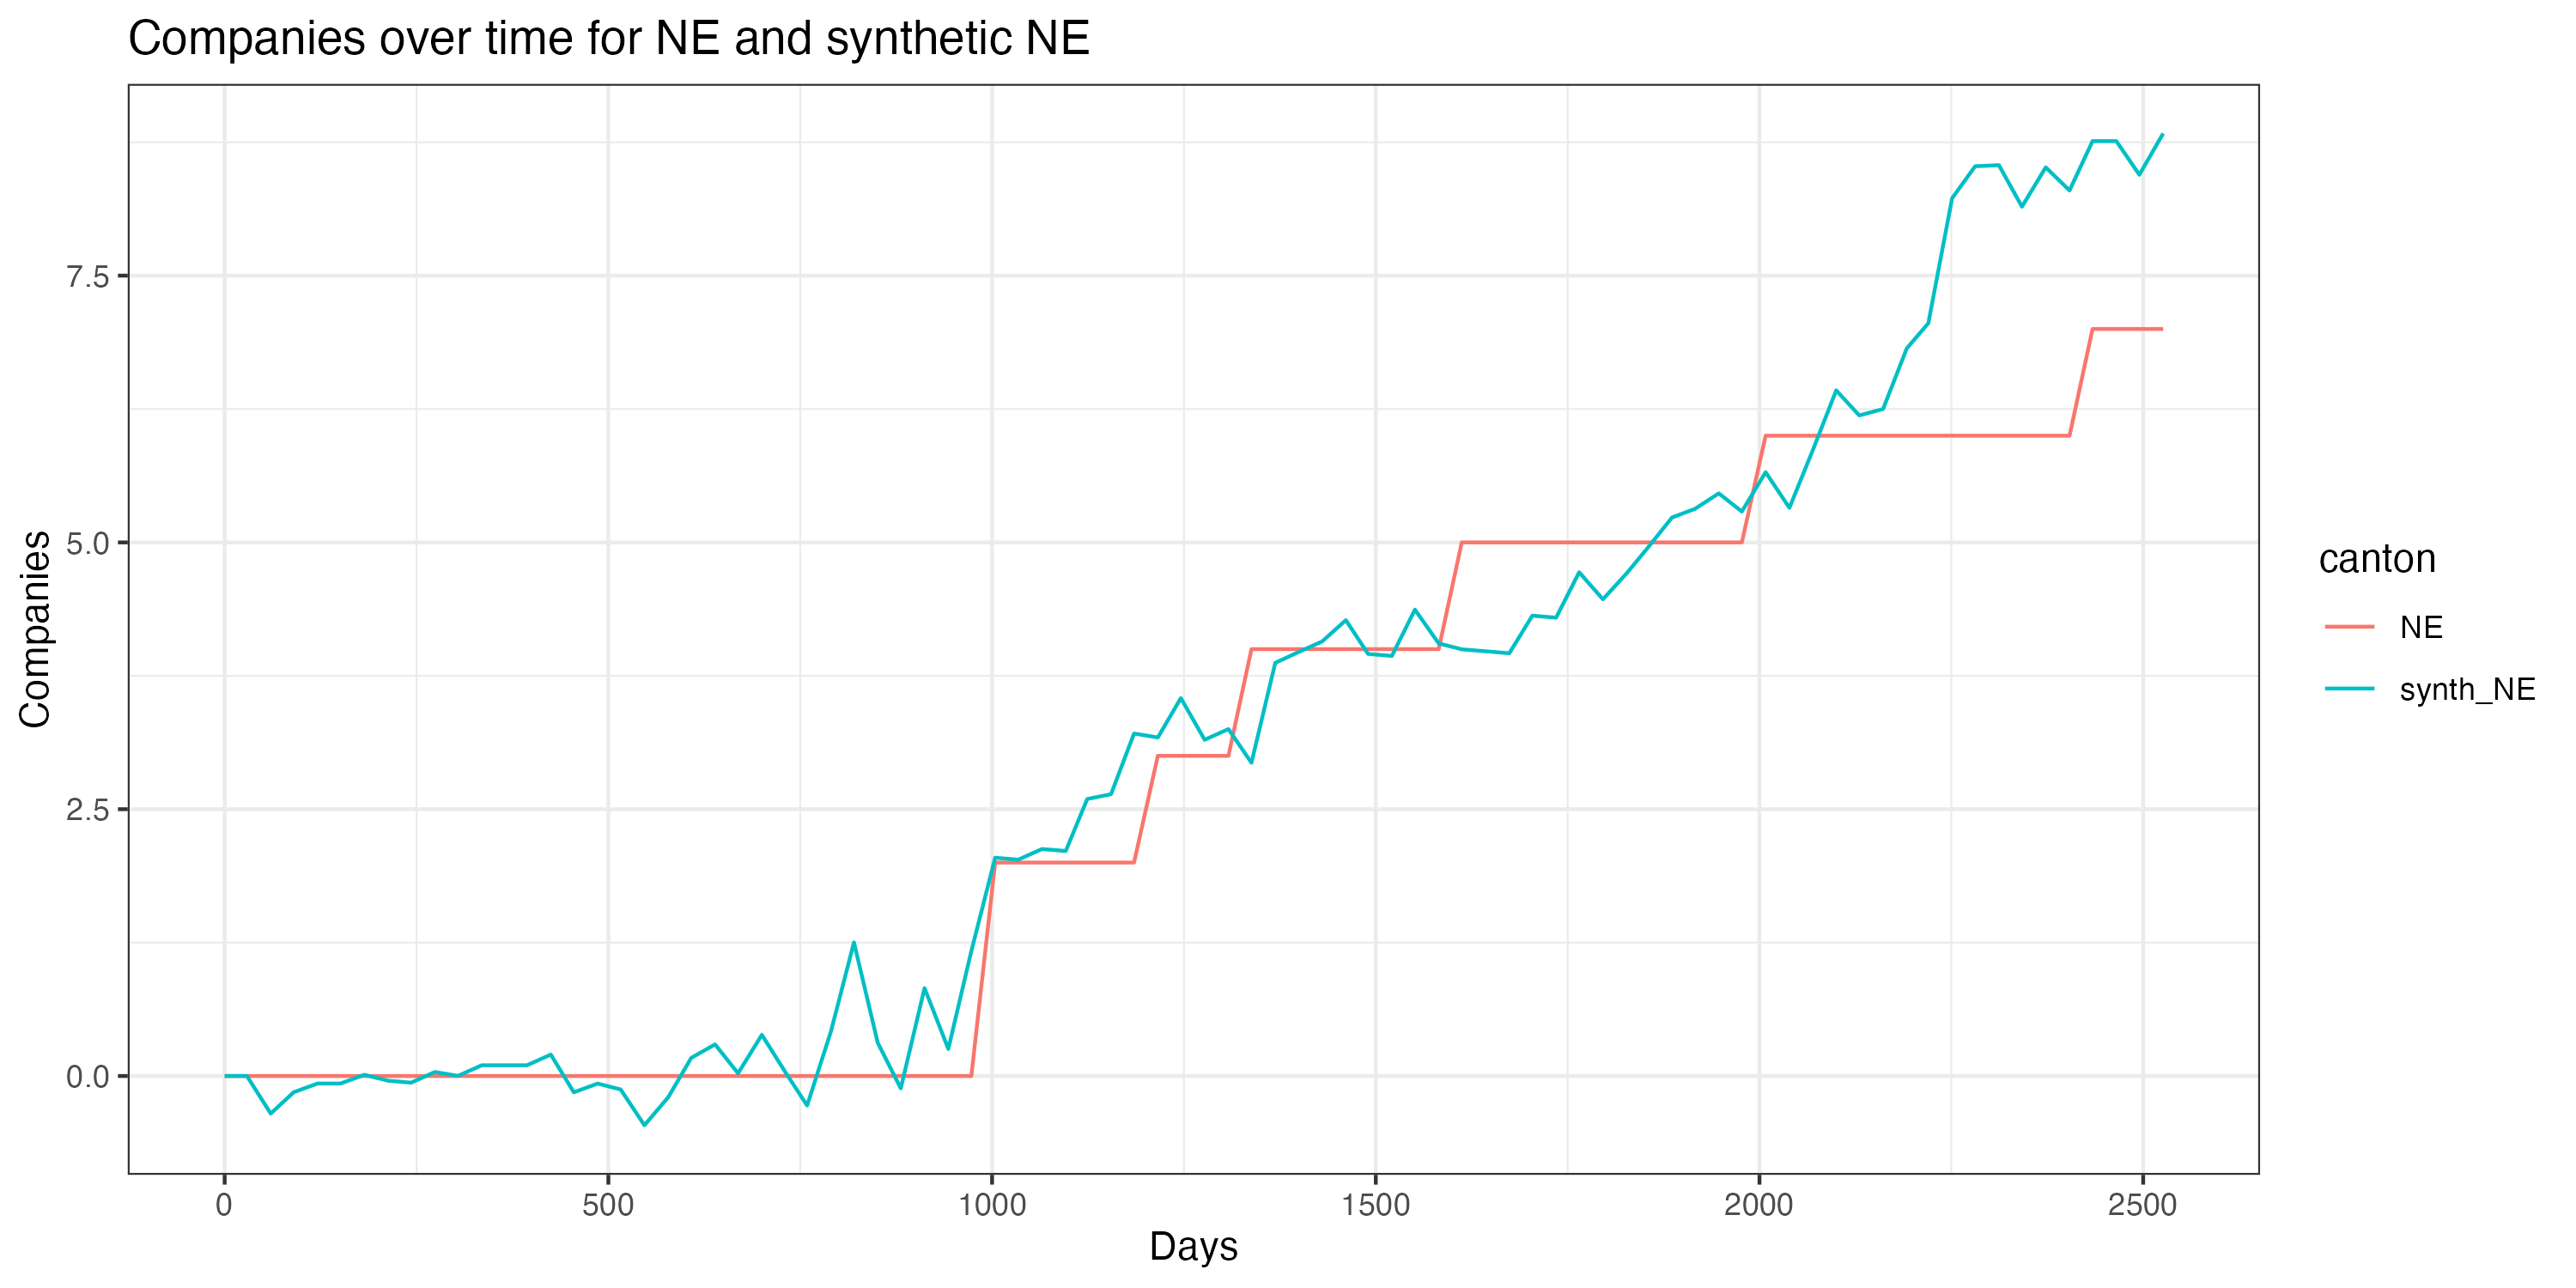 Companies over time for NE and synthetic NE
Companies
7.5
5.0
2.5
0.0
0 500 1000 1500 2000 2500
Days
canton
NE
synth_NE